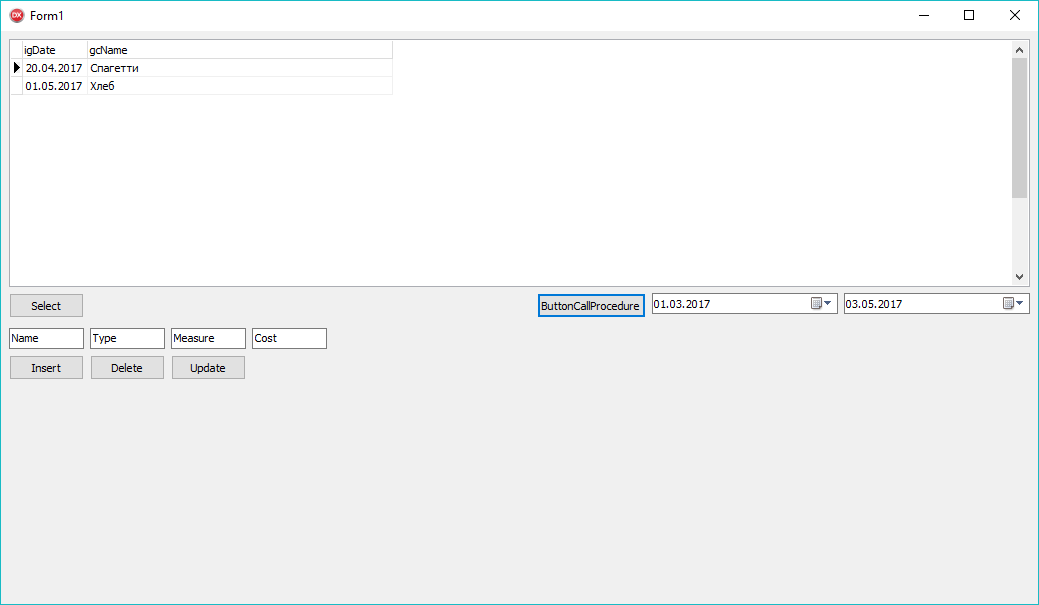 DX Form1
igDate gcName
20.04.2017 Спагетти
01.05.2017 Хлеб
Select ButtonCallProcedure 01.03.2017 03.05.2017
Name Type Measure Cost
Insert Delete Update